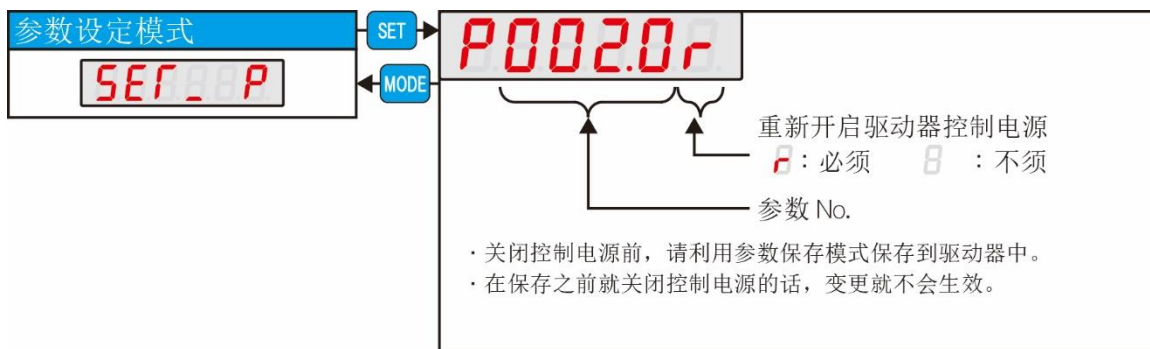 参数设定模式
SET
P0020r
SET_ P
MODE
重新开启驱动器控制电源
r：必须 8：不须
参数 No.
·关闭控制电源前，请利用参数保存模式保存到驱动器中。
·在保存之前就关闭控制电源的话，变更就不会生效。